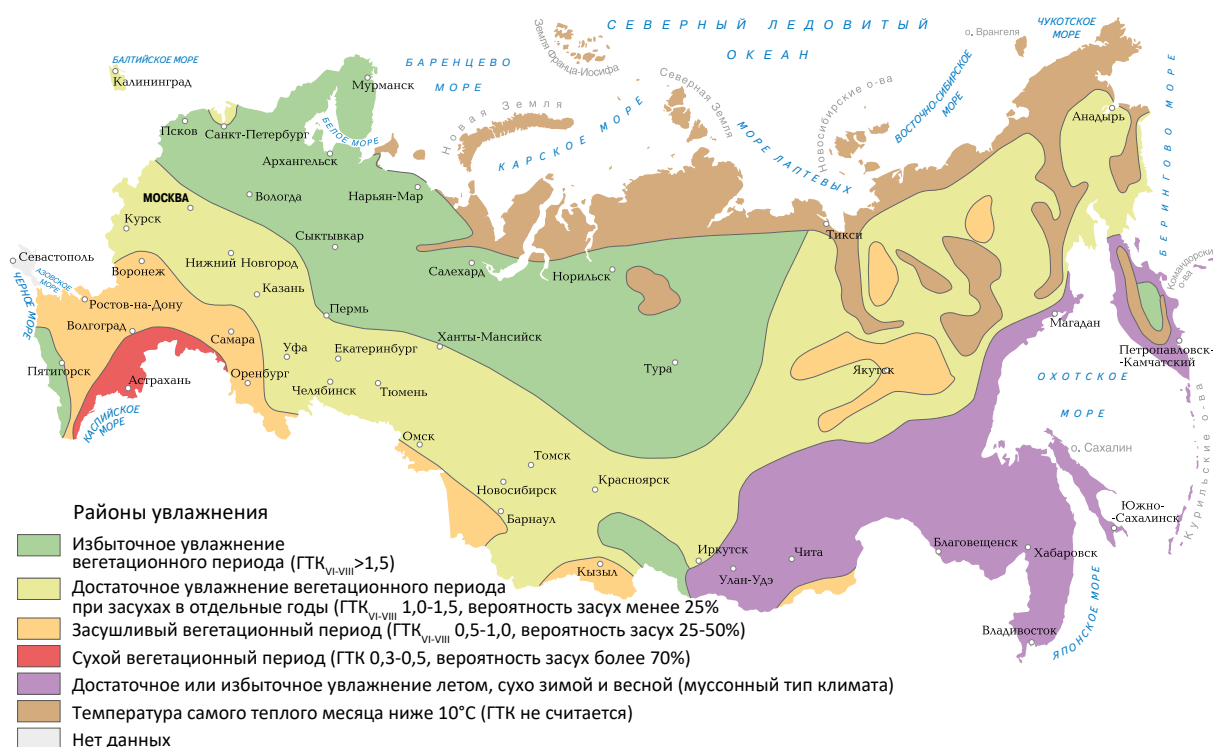 СЕВЕРНЫЙ ЛЕДОВИТЫЙ
ОКЕАН
ЧУКОТСКОЕ
МОРЕ
о. Врангеля
Земля Франца-Иосифа
БАЛТИЙСКОЕ МОРЕ
Калининград
БАРЕНЦЕВО
МОРЕ
Мурманск
Северная Земля
Новая Земля
КАРСКОЕ МОРЕ
МОРЕ ЛАПТЕВЫХ
Новосибирские о-ва
ВОСТОЧНО-СИБИРСКОЕ
МОРЕ
БЕРИНГОВО МОРЕ
Анадырь
Псков
Санкт-Петербург
БЕЛОЕ МОРЕ
Архангельск
МОСКВА
Вологда
Нарьян-Мар
Курск
Сыктывкар
Тикси
Севастополь
АЗОВСКОЕ
МОРЕ
ЧЕРНОЕ МОРЕ
Воронеж
Нижний Новгород
Салехард
Норильск
Командорские
о-ва
Ростов-на-Дону
Казань
Волгоград
Пермь
Магадан
Самара
Ханты-Мансийск
Уфа
Екатеринбург
Петропавловск-
-Камчатский
Пятигорск
Оренбург
Тура
Якутск
Астрахань
Челябинск
Тюмень
ОХОТСКОЕ
МОРЕ
КАСПИЙСКОЕ
МОРЕ
Омск
о. Сахалин
Курильские о-ва
Томск
Новосибирск
Красноярск
Барнаул
Южно-
-Сахалинск
Иркутск
Чита
Благовещенск
Хабаровск
Кызыл
Улан-Удэ
Владивосток
ЯПОНСКОЕ МОРЕ
Районы увлажнения
Избыточное увлажнение
вегетационного периода (ГТК VI-VIII>1,5)
Достаточное увлажнение вегетационного периода
при засухах в отдельные годы (ГТК VI-VIII 1,0-1,5, вероятность засух менее 25%
Засушливый вегетационный период (ГТК VI-VIII 0,5-1,0, вероятность засух 25-50%)
Сухой вегетационный период (ГТК 0,3-0,5, вероятность засух более 70%)
Достаточное или избыточное увлажнение летом, сухо зимой и весной (муссонный тип климата)
Температура самого теплого месяца ниже 10°С (ГТК не считается)
Нет данных